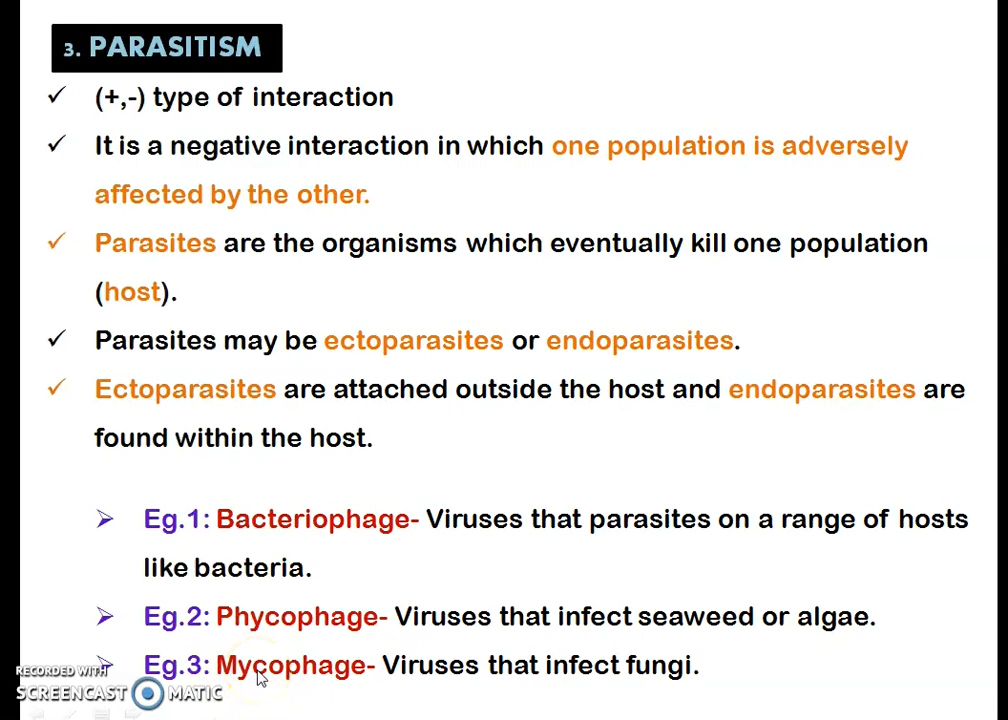 3. PARASITISM
✓ (+,-) type of interaction
✓ It is a negative interaction in which one population is adversely
affected by the other.
✓ Parasites are the organisms which eventually kill one population
(host).
✓ Parasites may be ectoparasites or endoparasites.
✓ Ectoparasites are attached outside the host and endoparasites are
found within the host.
➢ Eg.1: Bacteriophage- Viruses that parasites on a range of hosts
like bacteria.
➢ Eg.2: Phycophage- Viruses that infect seaweed or algae.
➢ Eg.3: Mycophage- Viruses that infect fungi.
RECORDED WITH
SCREENCAST MATIC